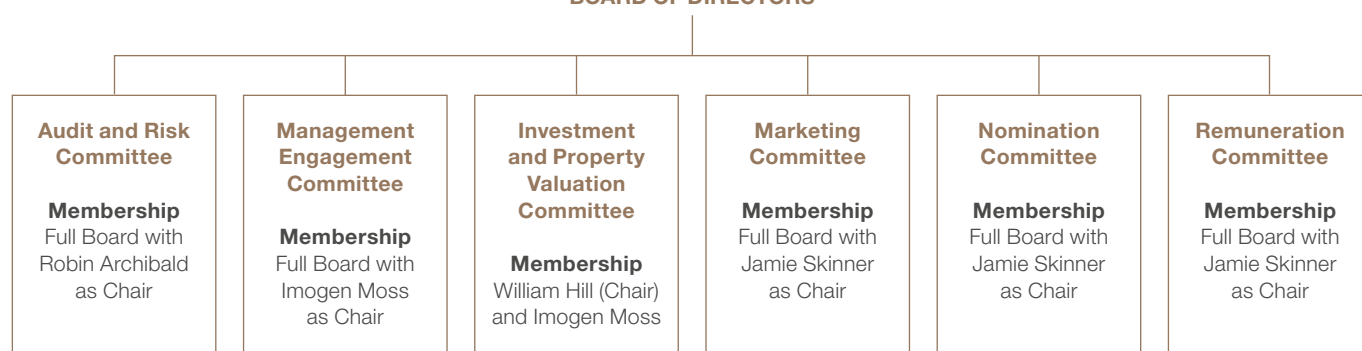 BOARD OF DIRECTORS
Audit and Risk
Committee
Membership
Full Board with
Robin Archibald
as Chair
Management
Engagement
Committee
Membership
Full Board with
Imogen Moss
as Chair
Investment
and Property
Valuation
Committee
Membership
William Hill (Chair)
and Imogen Moss
Marketing
Committee
Membership
Full Board with
Jamie Skinner
as Chair
Nomination
Committee
Membership
Full Board with
Jamie Skinner
as Chair
Remuneration
Committee
Membership
Full Board with
Jamie Skinner
as Chair